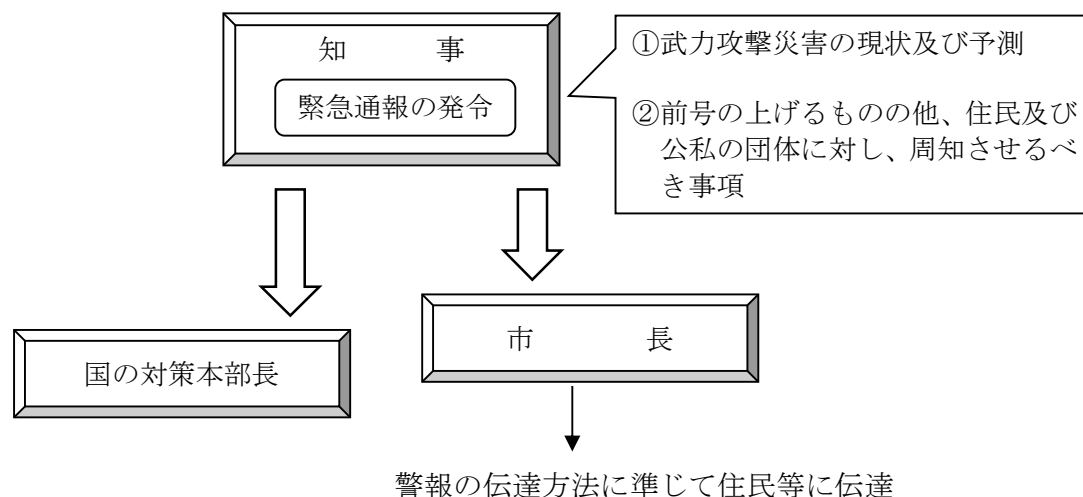 知　　　事
緊急通報の発令
①武力攻撃災害の現状及び予測
②前号の上げるものの他、住民及び
公私の団体に対し、周知させるべ
き事項
国の対策本部長
市　　　長
警報の伝達方法に準じて住民等に伝達